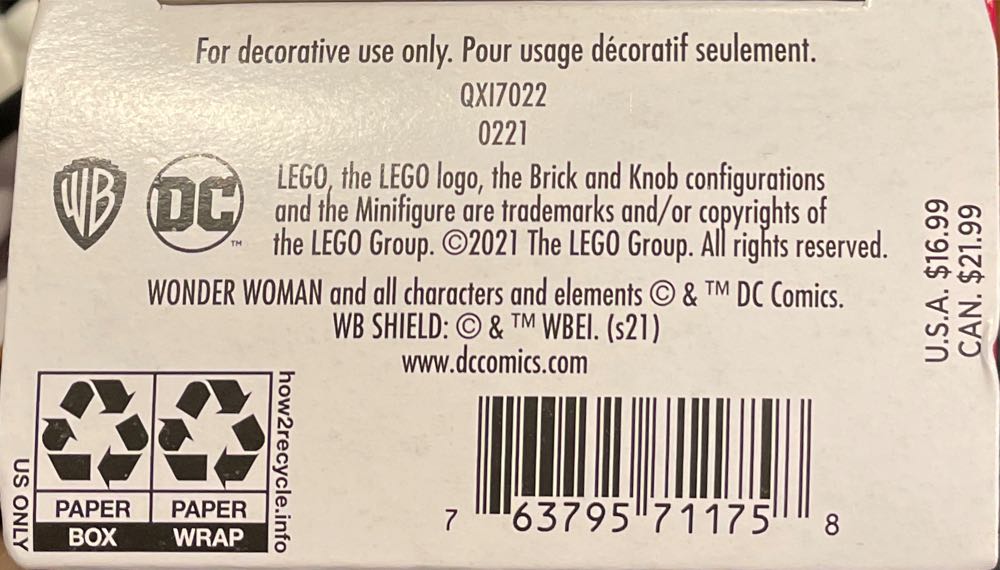 For decorative use only. Pour usage décoratif seulement.
QXI7022
0221
WB
DC
TM
LEGO, the LEGO logo, the Brick and Knob configurations
and the Minifigure are trademarks and/or copyrights of
the LEGO Group. ©2021 The LEGO Group. All rights reserved.
WONDER WOMAN and all characters and elements © & ™ DC Comics.
WB SHIELD: © & ™ WBEI. (s21)
www.dccomics.com
U.S.A. $16.99
CAN. $21.99
US ONLY
PAPER PAPER
BOX WRAP
how2recycle.info
7 63795 71175 8